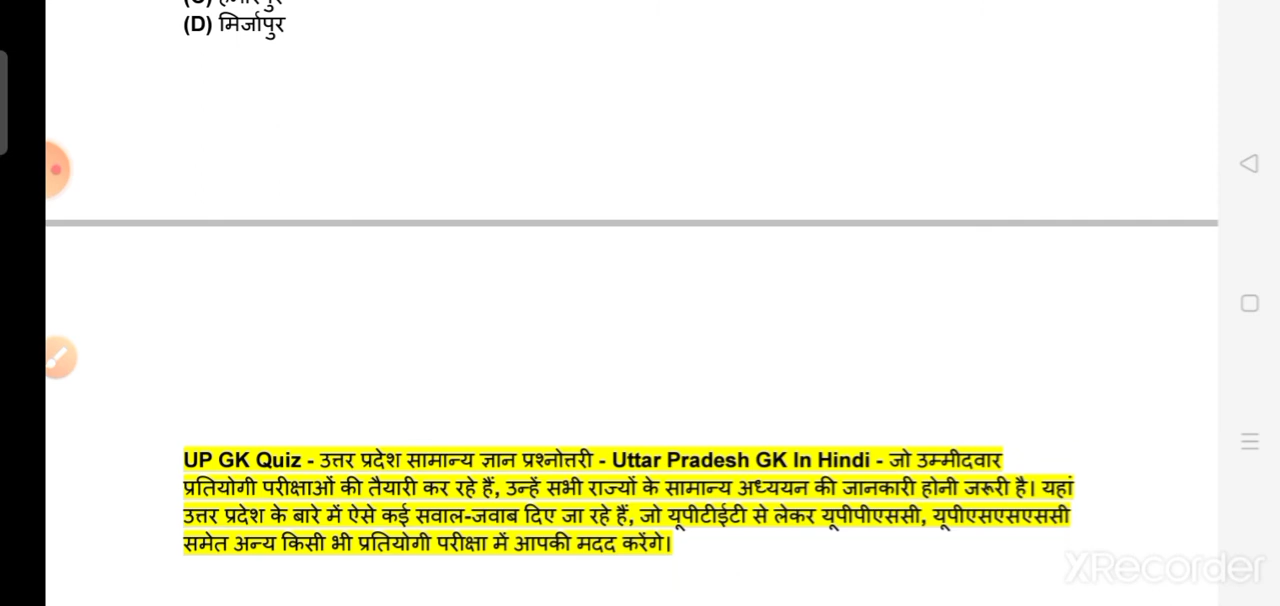 (C) हमीरपुर
(D) मिर्जापुर
UP GK Quiz - उत्तर प्रदेश सामान्य ज्ञान प्रश्नोत्तरी - Uttar Pradesh GK In Hindi - जो उम्मीदवार
प्रतियोगी परीक्षाओं की तैयारी कर रहे हैं, उन्हें सभी राज्यों के सामान्य अध्ययन की जानकारी होनी जरूरी है। यहां
उत्तर प्रदेश के बारे में ऐसे कई सवाल-जवाब दिए जा रहे हैं, जो यूपीटीईटी से लेकर यूपीपीएससी, यूपीएसएसएससी
समेत अन्य किसी भी प्रतियोगी परीक्षा में आपकी मदद करेंगे।
XRecorder